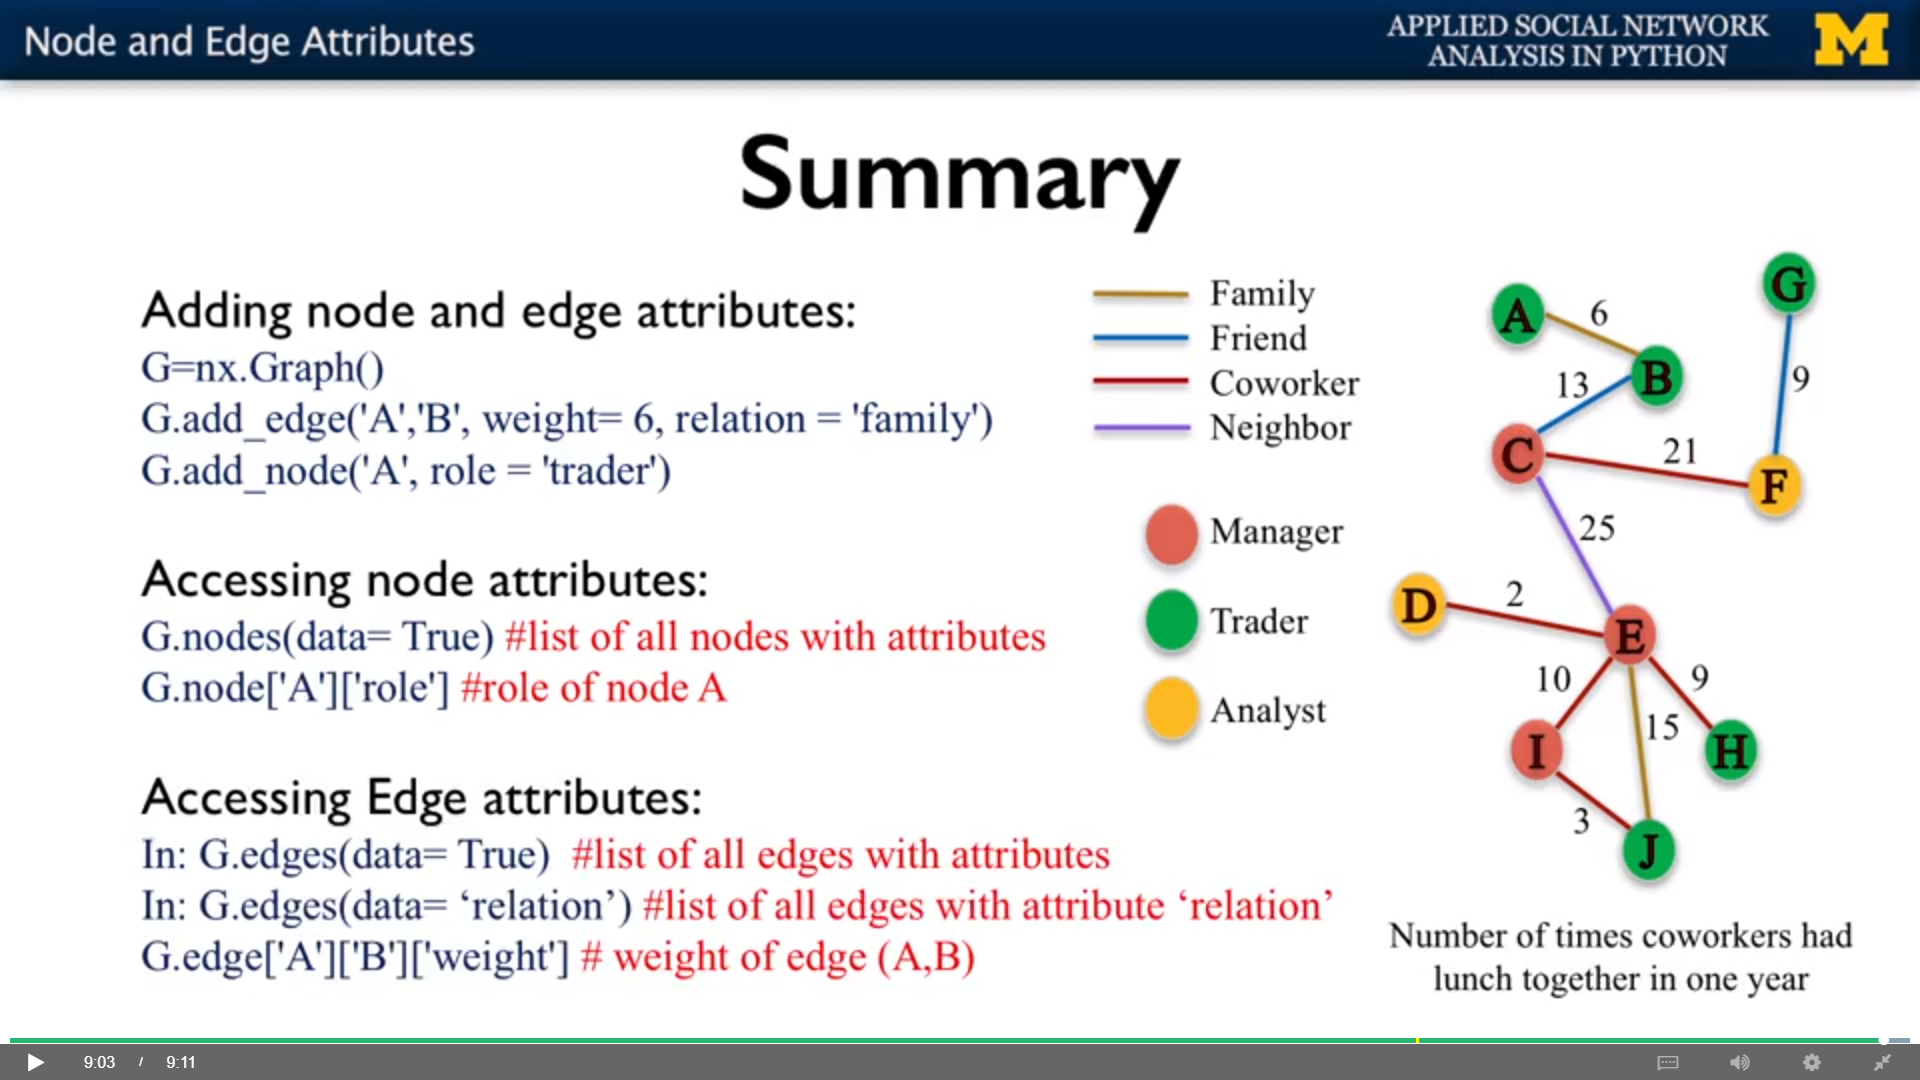 Node and Edge Attributes
APPLIED SOCIAL NETWORK
ANALYSIS IN PYTHON
M
Summary
Adding node and edge attributes:
G=nx.Graph()
G.add_edge('A','B', weight= 6, relation = 'family')
G.add_node('A', role = 'trader')
Accessing node attributes:
G.nodes(data= True) #list of all nodes with attributes
G.node['A']['role'] #role of node A
Accessing Edge attributes:
In: G.edges(data= True) #list of all edges with attributes
In: G.edges(data= ‘relation’) #list of all edges with attribute ‘relation’
G.edge['A']['B']['weight'] # weight of edge (A,B)
Family
Friend
Coworker
Neighbor
Manager
Trader
Analyst
G
A
6
B
13
9
C
21
F
25
D
2
E
10
9
15
I
H
3
J
Number of times coworkers had
lunch together in one year
9:03 / 9:11